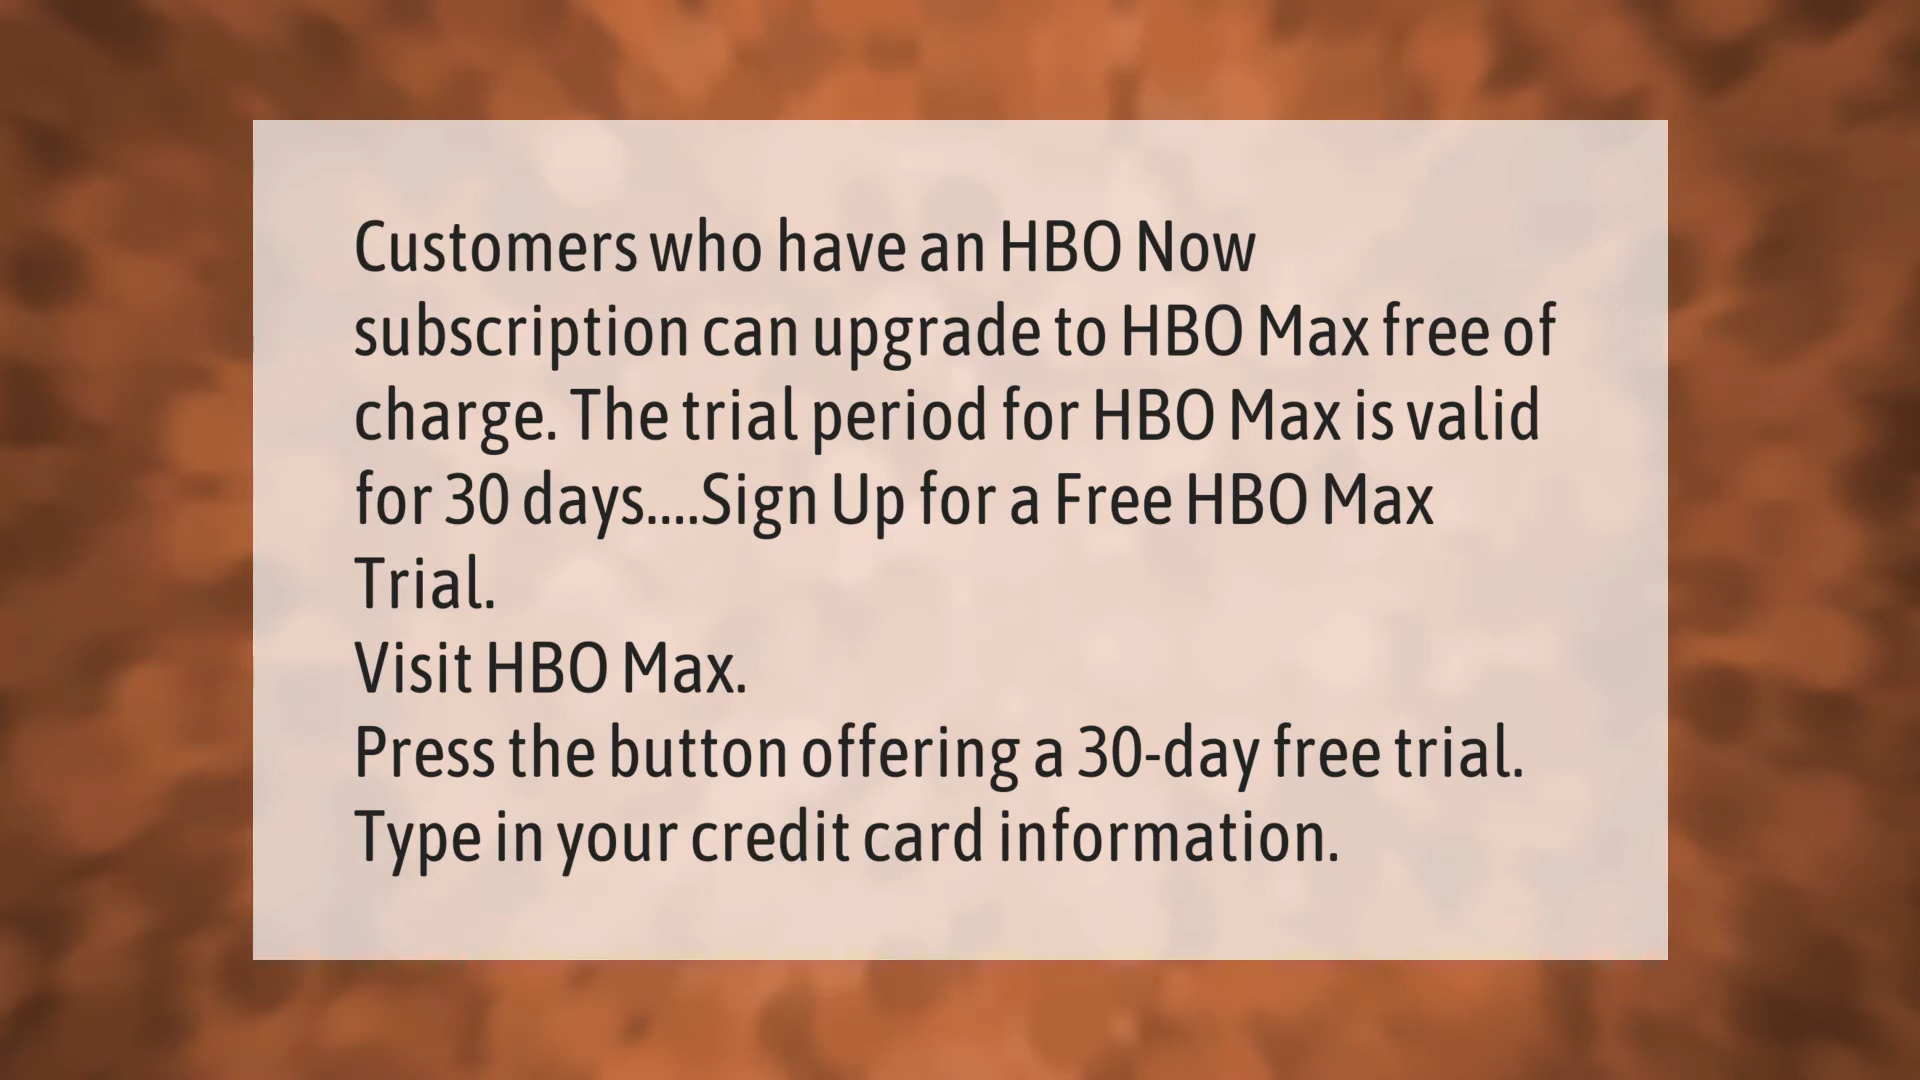 Customers who have an HBO Now
subscription can upgrade to HBO Max free of
charge. The trial period for HBO Max is valid
for 30 days....Sign Up for a Free HBO Max
Trial.
Visit HBO Max.
Press the button offering a 30-day free trial.
Type in your credit card information.